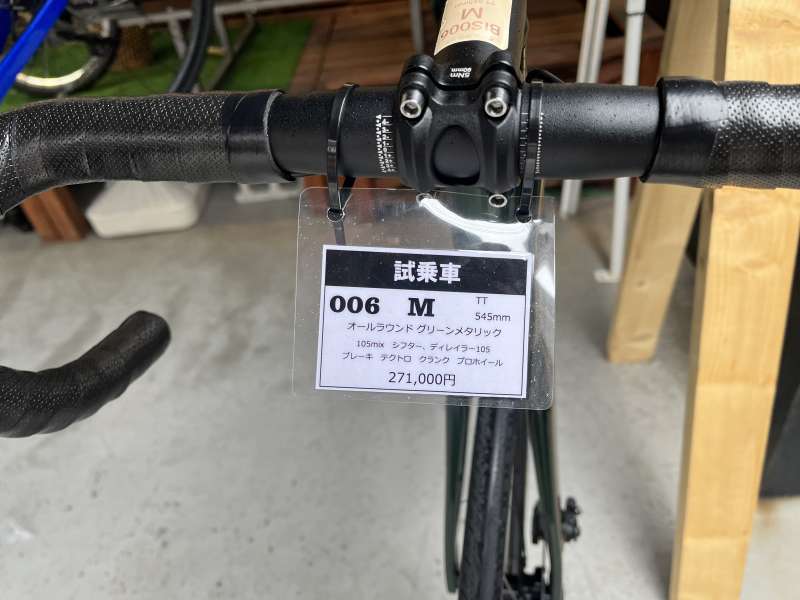 BiS006
M
5Nm
試乗車
006 M TT
545mm
オールラウンド グリーンメタリック
105mix シフター、ディレイラー105
ブレーキ テクトロ クランク プロホイール
271,000円